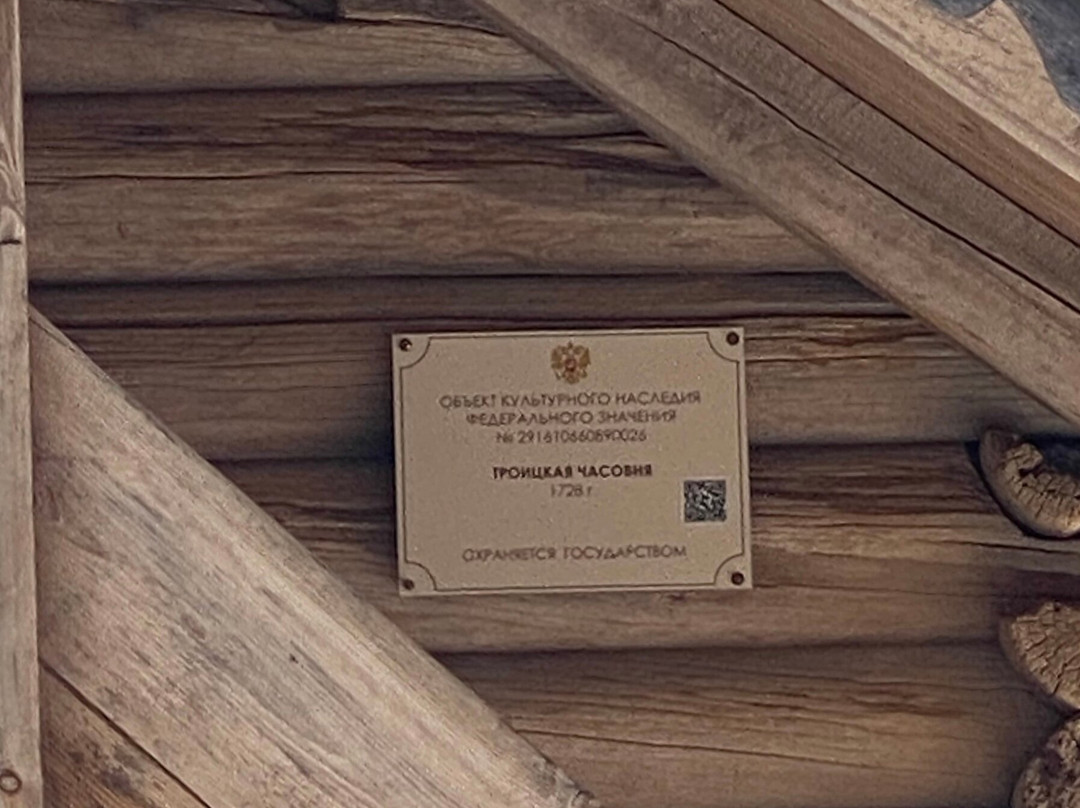 ОБЪЕКТ КУЛЬТУРНОГО НАСЛЕДИЯ
ФЕДЕРАЛЬНОГО ЗНАЧЕНИЯ
№ 291610660890026
ТРОИЦКАЯ ЧАСОВНЯ
1728 г.
ОХРАНЯЕТСЯ ГОСУДАРСТВОМ